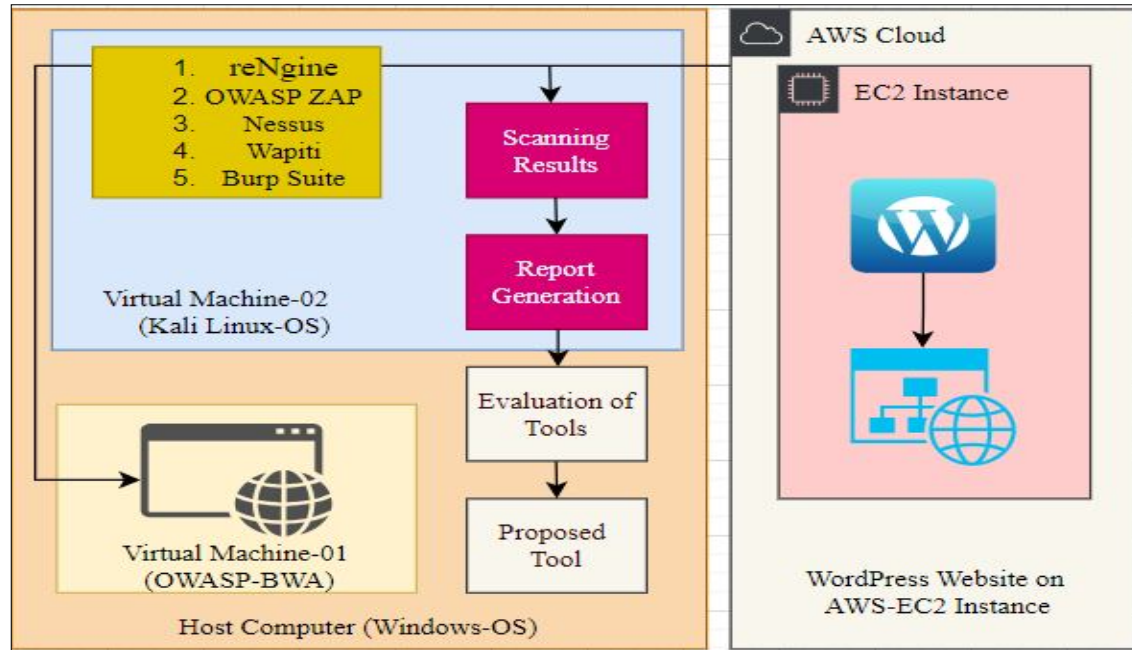 1. reNgine
2. OWASP ZAP
3. Nessus
4. Wapiti
5. Burp Suite
Scanning
Results
Report
Generation
Virtual Machine-02
(Kali Linux-OS)
Evaluation of
Tools
Proposed
Tool
Virtual Machine-01
(OWASP-BWA)
Host Computer (Windows-OS)
AWS Cloud
EC2 Instance
W
WordPress Website on
AWS-EC2 Instance